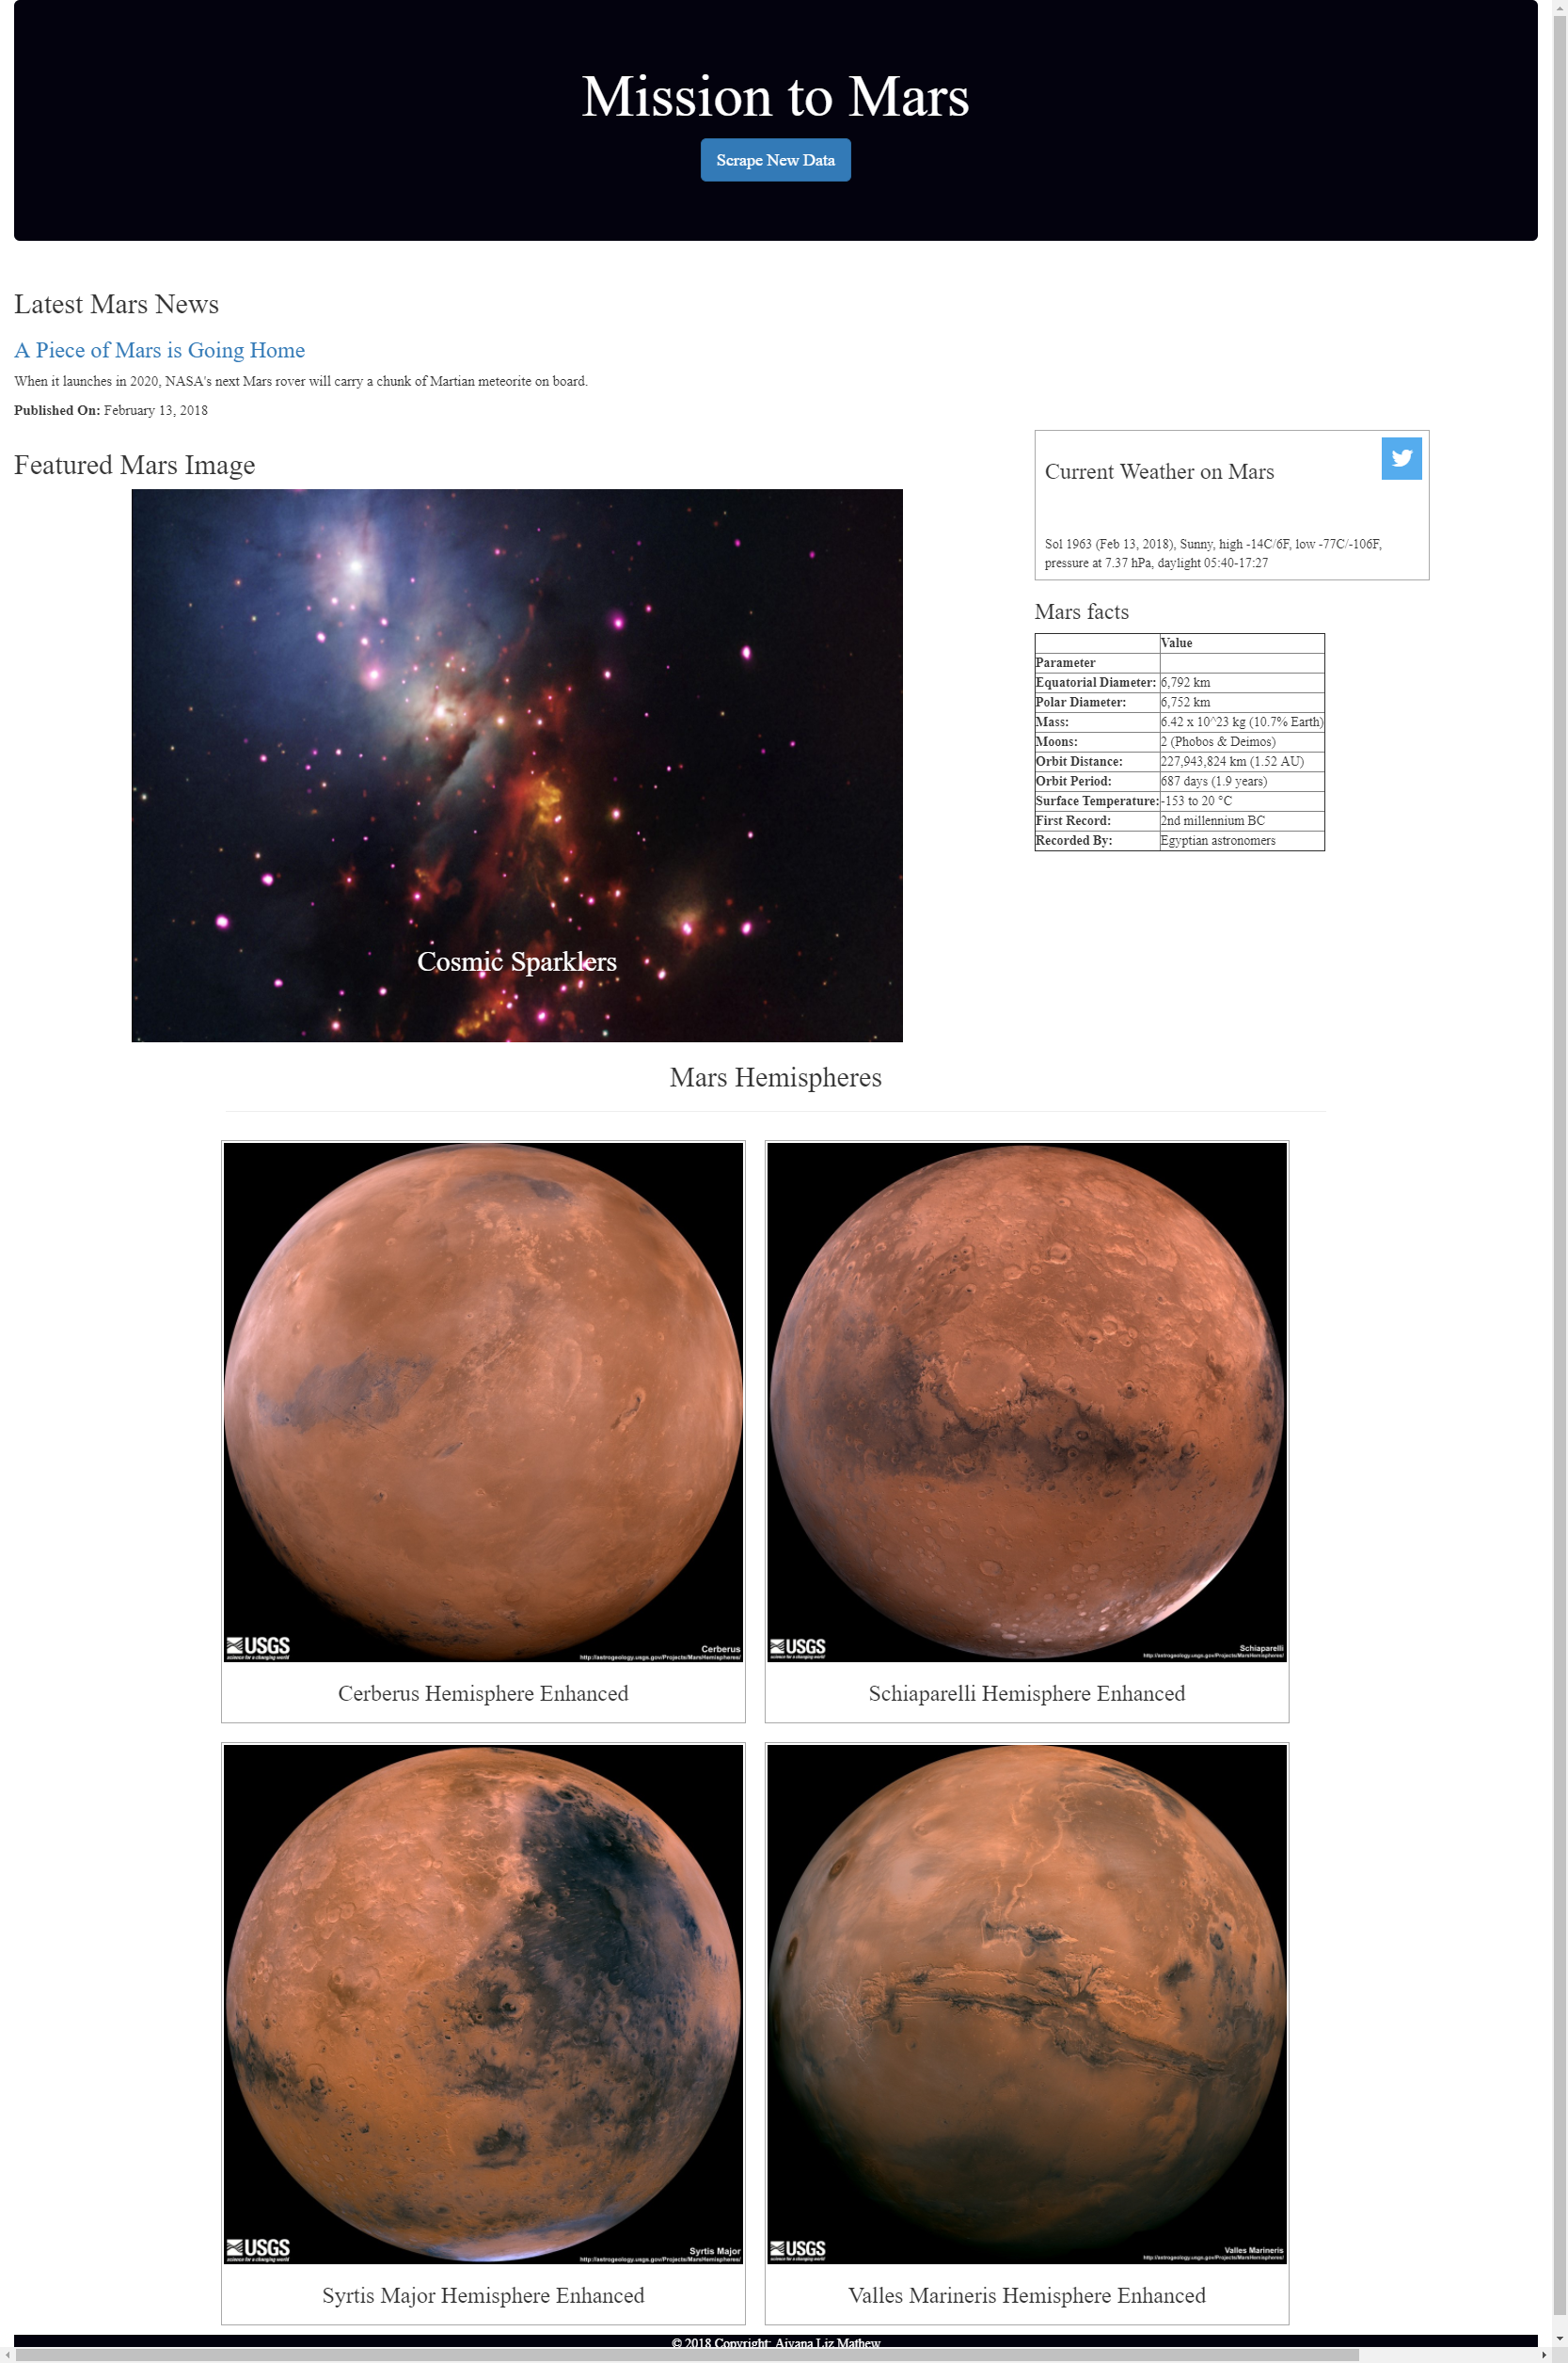 Mission to Mars
Scrape New Data
Latest Mars News
A Piece of Mars is Going Home
When it launches in 2020, NASA's next Mars rover will carry a chunk of Martian meteorite on board.
Published On: February 13, 2018
Featured Mars Image
Cosmic Sparklers
Current Weather on Mars
Sol 1963 (Feb 13, 2018), Sunny, high -14C/6F, low -77C/-106F,
pressure at 7.37 hPa, daylight 05:40-17:27
Mars facts
Value
Parameter
Equatorial Diameter: 6,792 km
Polar Diameter: 6,752 km
Mass: 6.42 x 10^23 kg (10.7% Earth)
Moons: 2 (Phobos & Deimos)
Orbit Distance: 227,943,824 km (1.52 AU)
Orbit Period: 687 days (1.9 years)
Surface Temperature: -153 to 20 °C
First Record: 2nd millennium BC
Recorded By: Egyptian astronomers
Mars Hemispheres
USGS
science for a changing world
Cerberus
http://astrogeology.usgs.gov/Projects/MarsHemispheres/
Cerberus Hemisphere Enhanced
USGS
science for a changing world
Schiaparelli
http://astrogeology.usgs.gov/Projects/MarsHemispheres/
Schiaparelli Hemisphere Enhanced
USGS
science for a changing world
Syrtis Major
http://astrogeology.usgs.gov/Projects/MarsHemispheres/
Syrtis Major Hemisphere Enhanced
USGS
science for a changing world
Valles Marineris
http://astrogeology.usgs.gov/Projects/MarsHemispheres/
Valles Marineris Hemisphere Enhanced
© 2018 Copyright: Aiyana Liz Mathew